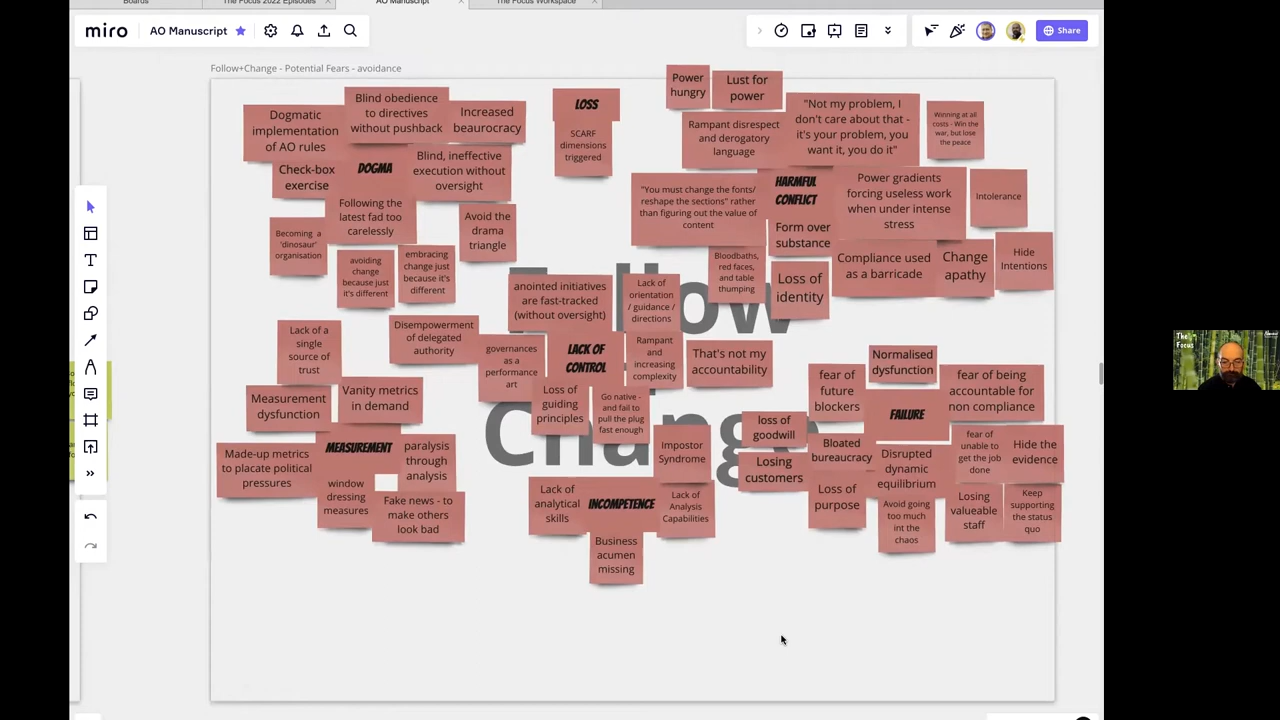 Boards
The Focus 2022 Episodes
AO Manuscript
The Focus Workspace
miro
AO Manuscript
Share
Follow+Change - Potential Fears - avoidance
Follow
Change
Dogmatic
implementation
of AO rules
Blind obedience
to directives
without pushback
Increased
beaurocracy
Check-box
exercise
DOGMA
Blind, ineffective
execution without
oversight
Following the
latest fad too
carelessly
Avoid the
drama
triangle
Becoming a
'dinosaur'
organisation
avoiding
change
because just
it's different
embracing
change just
because it's
different
LOSS
SCARF
dimensions
triggered
Power
hungry
Lust for
power
Rampant disrespect
and derogatory
language
"Not my problem, I
don't care about that -
it's your problem, you
want it, you do it"
Winning at all
costs - Win the
war, but lose
the peace
"You must change the fonts/
reshape the sections" rather
than figuring out the value of
content
HARMFUL
CONFLICT
Power gradients
forcing useless work
when under intense
stress
Intolerance
Form over
substance
Bloodbaths,
red faces, and
table
thumping
Loss of
identity
Compliance used
as a barricade
Change
apathy
Hide
Intentions
anointed initiatives
are fast-tracked
(without oversight)
Lack of
orientation
/ guidance /
directions
governances
as a
performance
art
LACK OF
CONTROL
Rampant
and
increasing
complexity
That's not my
accountability
Loss of
guiding
principles
Go native -
and fail to
pull the plug
fast enough
Lack of a
single
source of
trust
Disempowerment
of delegated
authority
Measurement
dysfunction
Vanity metrics
in demand
Made-up metrics
to placate political
pressures
MEASUREMENT
paralysis
through
analysis
window
dressing
measures
Fake news - to
make others
look bad
Impostor
Syndrome
Lack of
analytical
skills
INCOMPETENCE
Lack of
Analysis
Capabilities
Business
acumen
missing
Normalised
dysfunction
fear of
future
blockers
FAILURE
fear of being
accountable for
non compliance
loss of
goodwill
Losing
customers
Bloated
bureaucracy
Disrupted
dynamic
equilibrium
fear of
unable to
get the job
done
Hide the
evidence
Loss of
purpose
Avoid going
too much
int the
chaos
Losing
valueable
staff
Keep
supporting
the status
quo
The
Focus